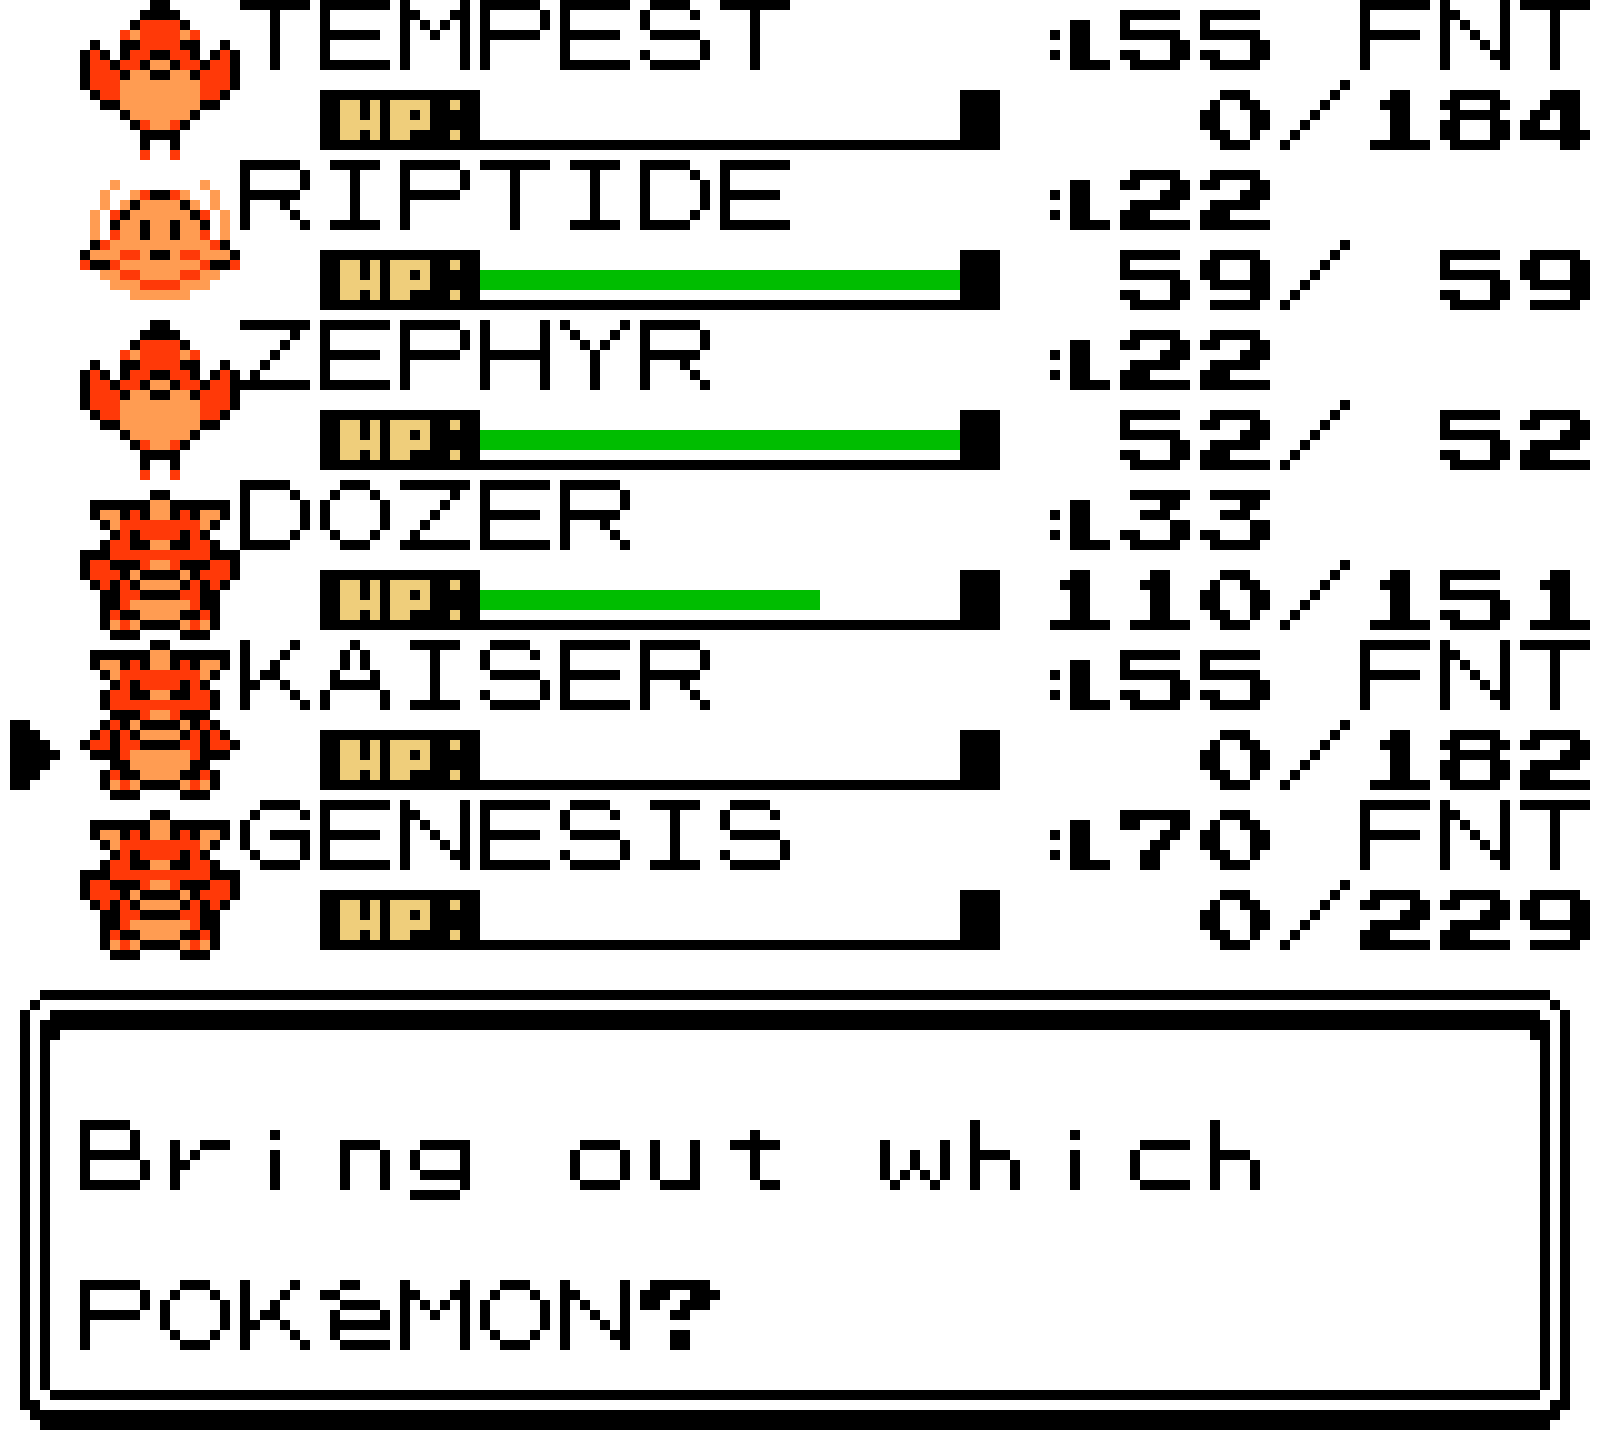 TEMPEST :L55 FNT
HP: 0/184
RIPTIDE :L22
HP: 59/ 59
ZEPHYR :L22
HP: 52/ 52
DOZER :L33
HP: 110/151
KAISER :L55 FNT
HP: 0/182
GENESIS :L70 FNT
HP: 0/229
Bring out which
POKéMON?